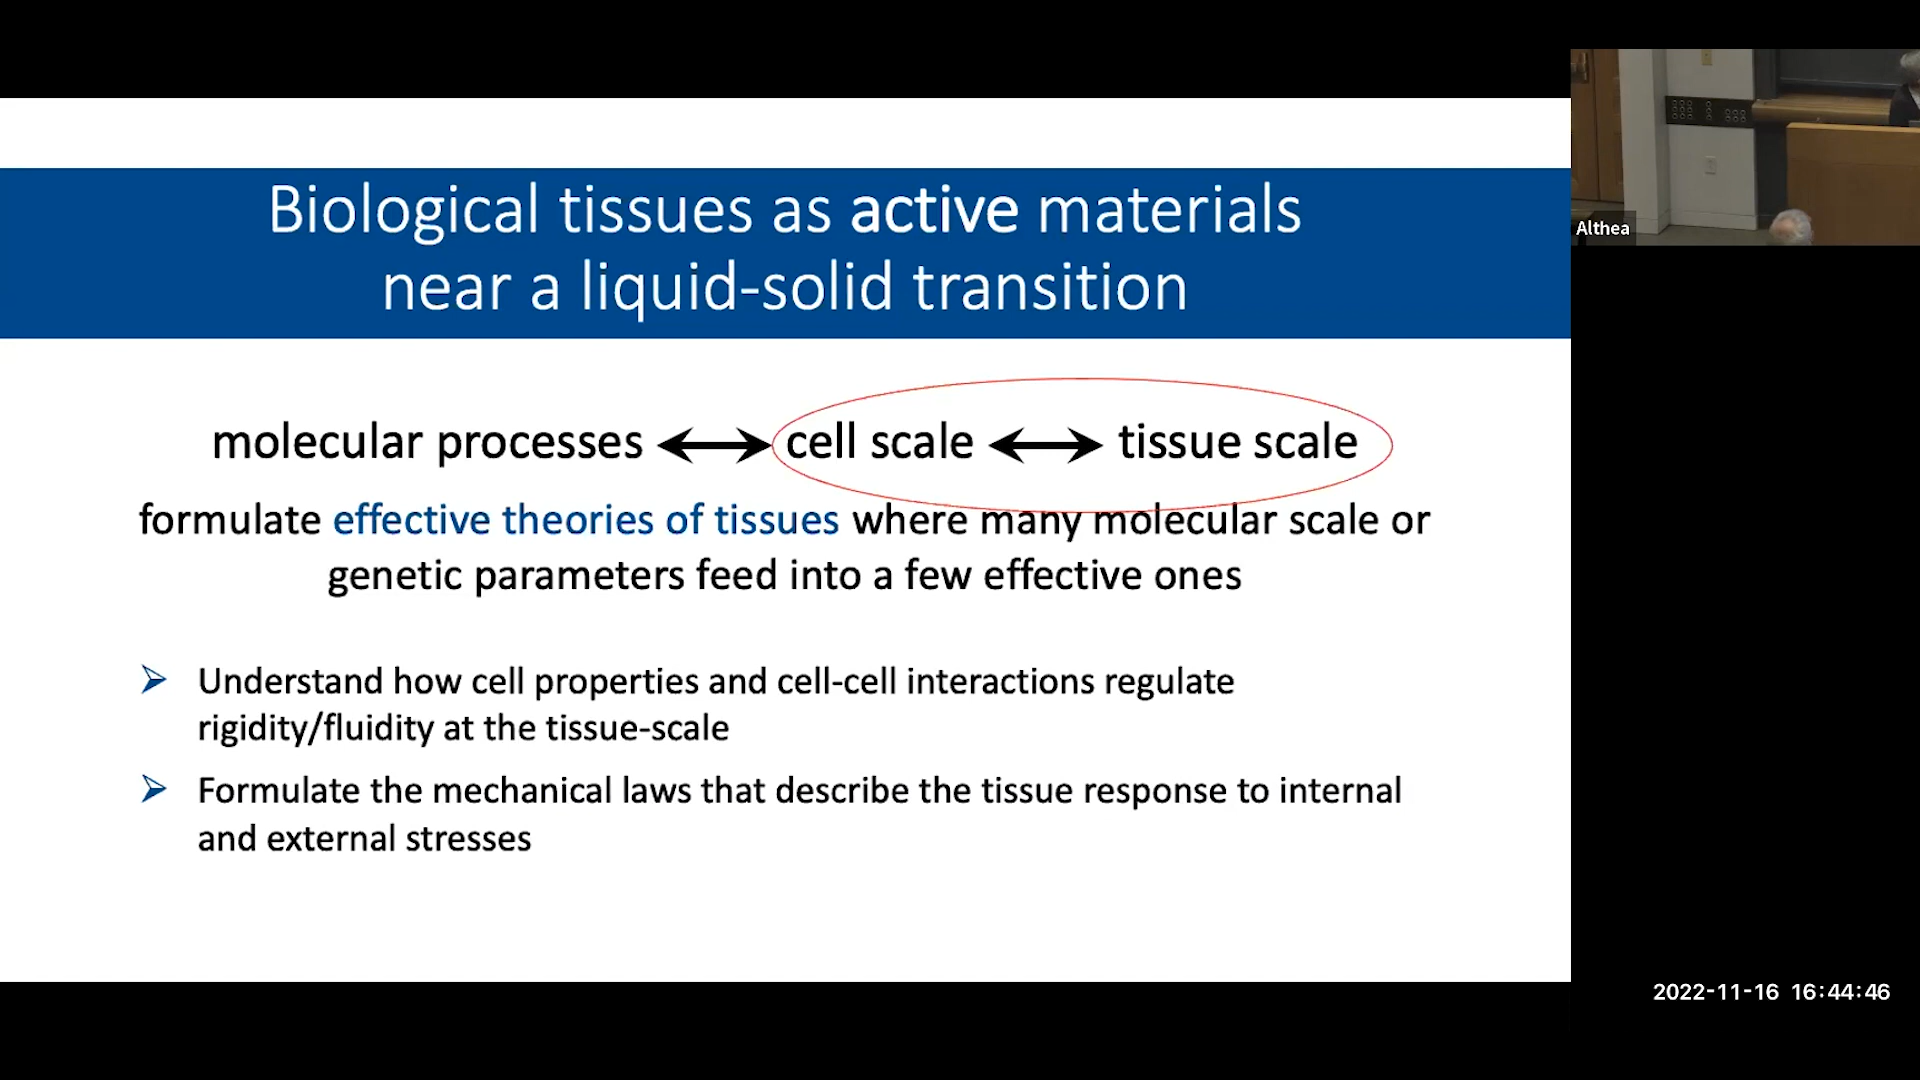 Biological tissues as active materials
near a liquid-solid transition
molecular processes cell scale tissue scale
formulate effective theories of tissues where many molecular scale or
genetic parameters feed into a few effective ones
Understand how cell properties and cell-cell interactions regulate
rigidity/fluidity at the tissue-scale
Formulate the mechanical laws that describe the tissue response to internal
and external stresses
Althea
2022-11-16 16:44:46